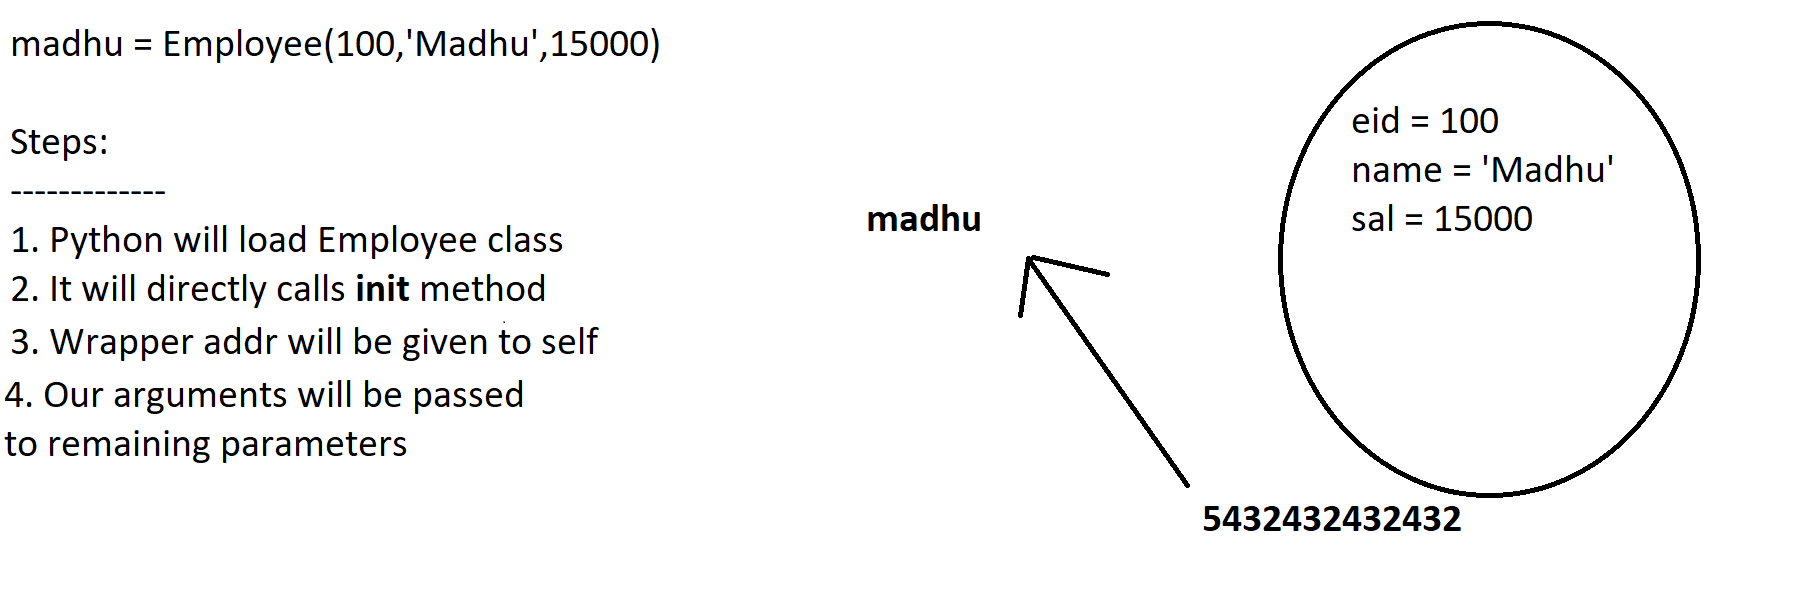 madhu = Employee(100,'Madhu',15000)
Steps:
-------------
1. Python will load Employee class
2. It will directly calls init method
3. Wrapper addr will be given to self
4. Our arguments will be passed
to remaining parameters
madhu
eid = 100
name = 'Madhu'
sal = 15000
5432432432432